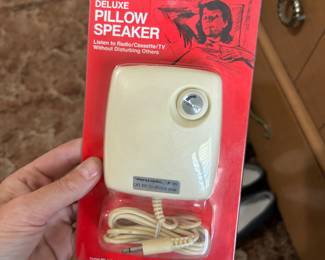 DELUXE
PILLOW
SPEAKER
Listen to Radio/Cassette/TV
Without Disturbing Others